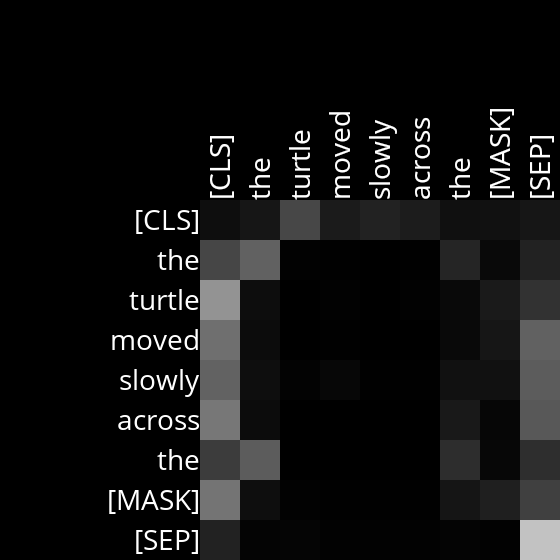 [CLS]
the
turtle
moved
slowly
across
the
[MASK]
[SEP]
[CLS]
the
turtle
moved
slowly
across
the
[MASK]
[SEP]